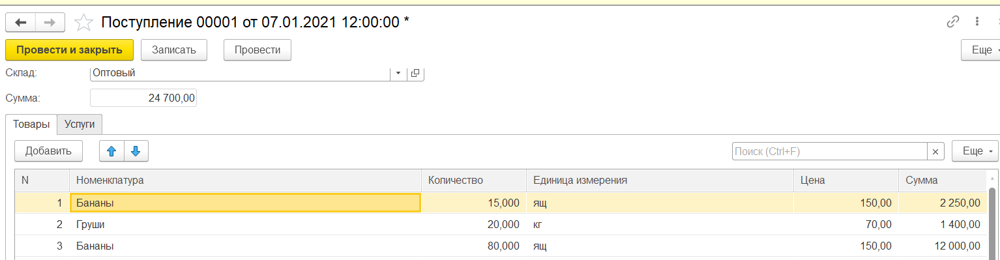 Поступление 00001 от 07.01.2021 12:00:00 *
Провести и закрыть Записать Провести Еще
Склад: Оптовый
Сумма: 24 700,00
Товары Услуги
Добавить Поиск (Ctrl+F) × Еще
N Номенклатура Количество Единица измерения Цена Сумма
1 Бананы 15,000 ящ 150,00 2 250,00
2 Груши 20,000 кг 70,00 1 400,00
3 Бананы 80,000 ящ 150,00 12 000,00